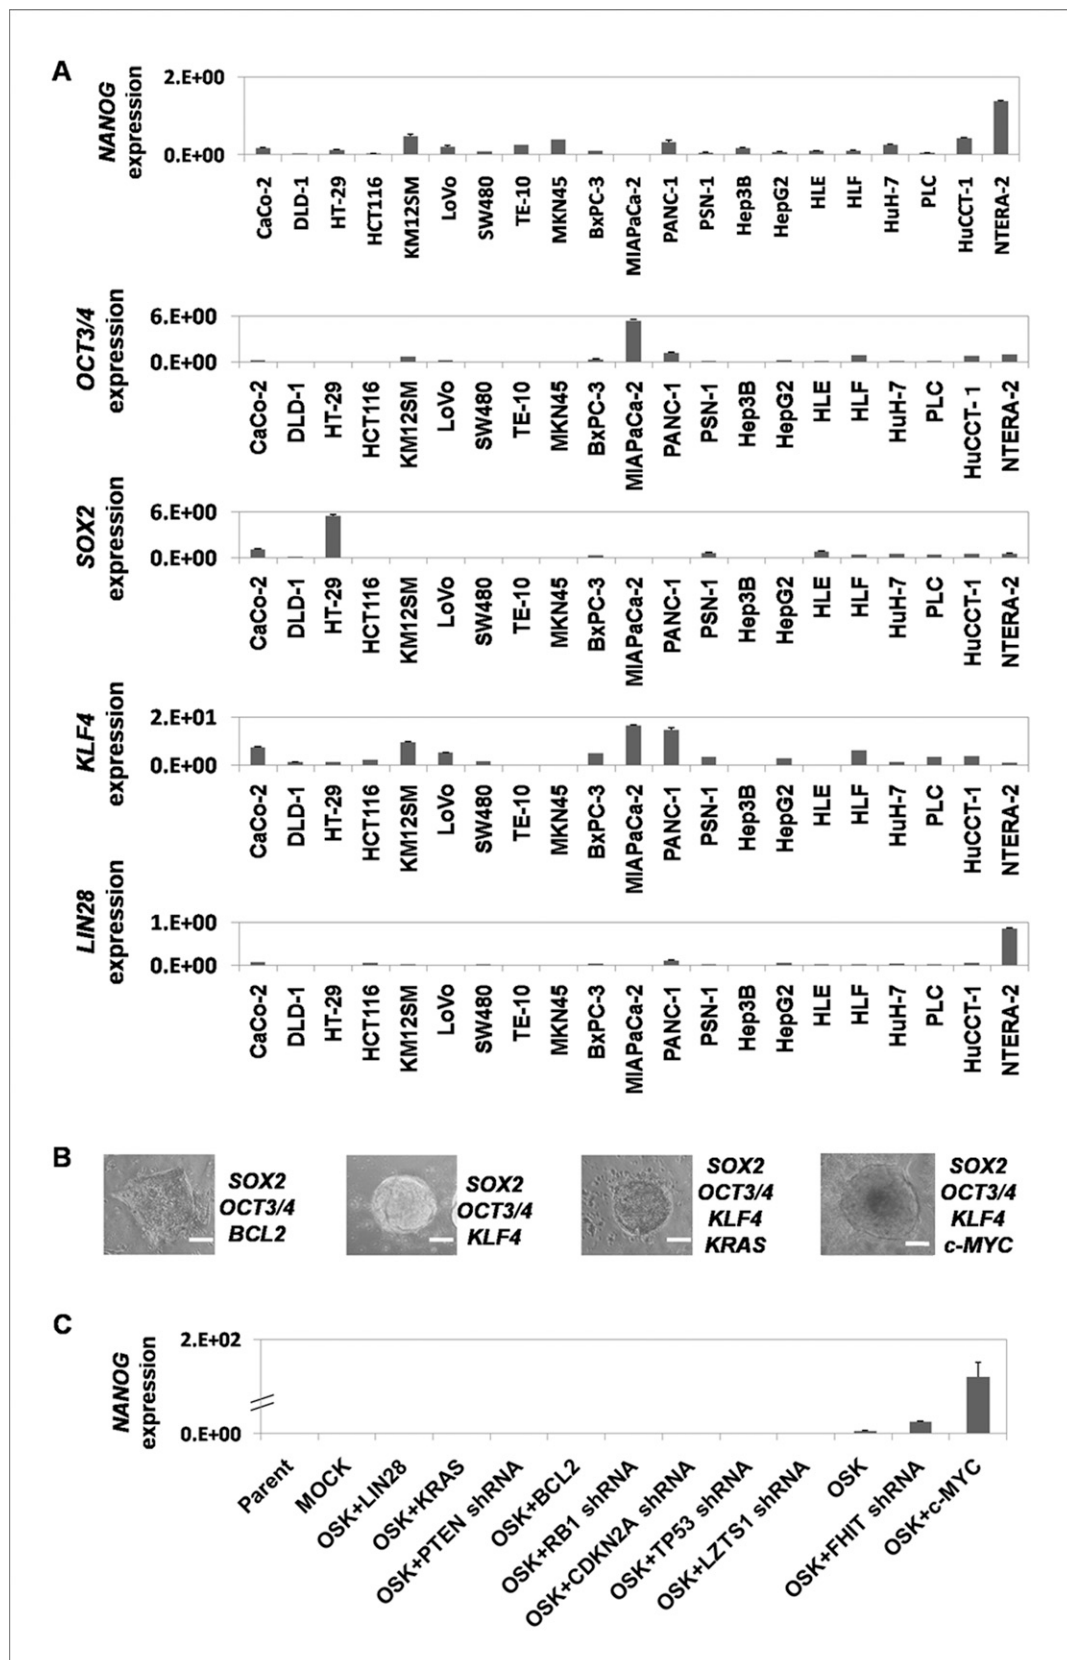 A
NANOG
expression
2.E+00
0.E+00
CaCo-2
DLD-1
HT-29
HCT116
KM12SM
LoVo
SW480
TE-10
MKN45
BxPC-3
MIAPaCa-2
PANC-1
PSN-1
Hep3B
HepG2
HLE
HLF
HuH-7
PLC
HuCCT-1
NTERA-2
OCT3/4
expression
6.E+00
0.E+00
CaCo-2
DLD-1
HT-29
HCT116
KM12SM
LoVo
SW480
TE-10
MKN45
BxPC-3
MIAPaCa-2
PANC-1
PSN-1
Hep3B
HepG2
HLE
HLF
HuH-7
PLC
HuCCT- 1
NTERA-2
SOX2
expression
6.E+00
0.E+00
CaCo-2
DLD-1
HT-29
HCT116
KM12SM
LoVo
SW480
TE-10
MKN45
BxPC-3
MIAPaCa-2
PANC-1
PSN-1
Hep3B
HepG2
HLE
HLF
HuH-7
PLC
HuCCT-1
NTERA-2
KLF4
expression
2.E+01
0.E+00
CaCo-2
DLD-1
HT-29
HCT116
KM12SM
LoVo
SW480
TE-10
MKN45
BxPC-3
MIAPaCa-2
PANC-1
PSN-1
Hep3B
HepG2
HLE
HLF
HuH-7
PLC
HuCCT-1
NTERA-2
LIN28
expression
1.E+00
0.E+00
CaCo-2
DLD-1
HT-29
HCT116
KM12SM
LoVo
SW480
TE-10
MKN45
BxPC-3
MIAPaCa-2
PANC-1
PSN-1
Hep3B
HepG2
HLE
HLF
HuH-7
PLC
HuCCT-1
NTERA-2
B
SOX2
OCT3/4
BCL2
SOX2
OCT3/4
KLF4
SOX2
OCT3/4
KLF4
KRAS
SOX2
OCT3/4
KLF4
c-MYC
C
NANOG
expression
2.E+02
0.E+00
Parent
MOCK
OSK+LIN28
OSK+KRAS
OSK+PTEN shRNA
OSK+BCL2
OSK+RB1 shRNA
OSK+CDKN2A shRNA
OSK+TP53 shRNA
OSK+LZTS1 shRNA
OSK
OSK+FHIT shRNA
OSK+c-MYC